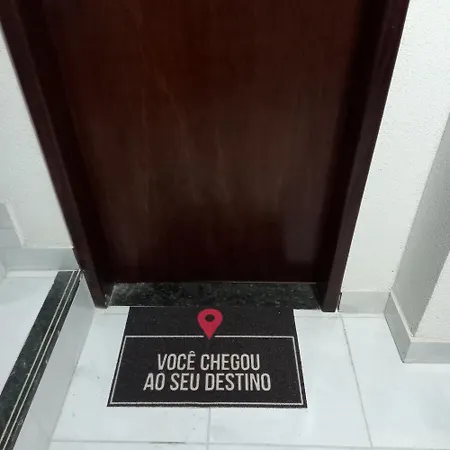 VOCÊ CHEGOU
AO SEU DESTINO